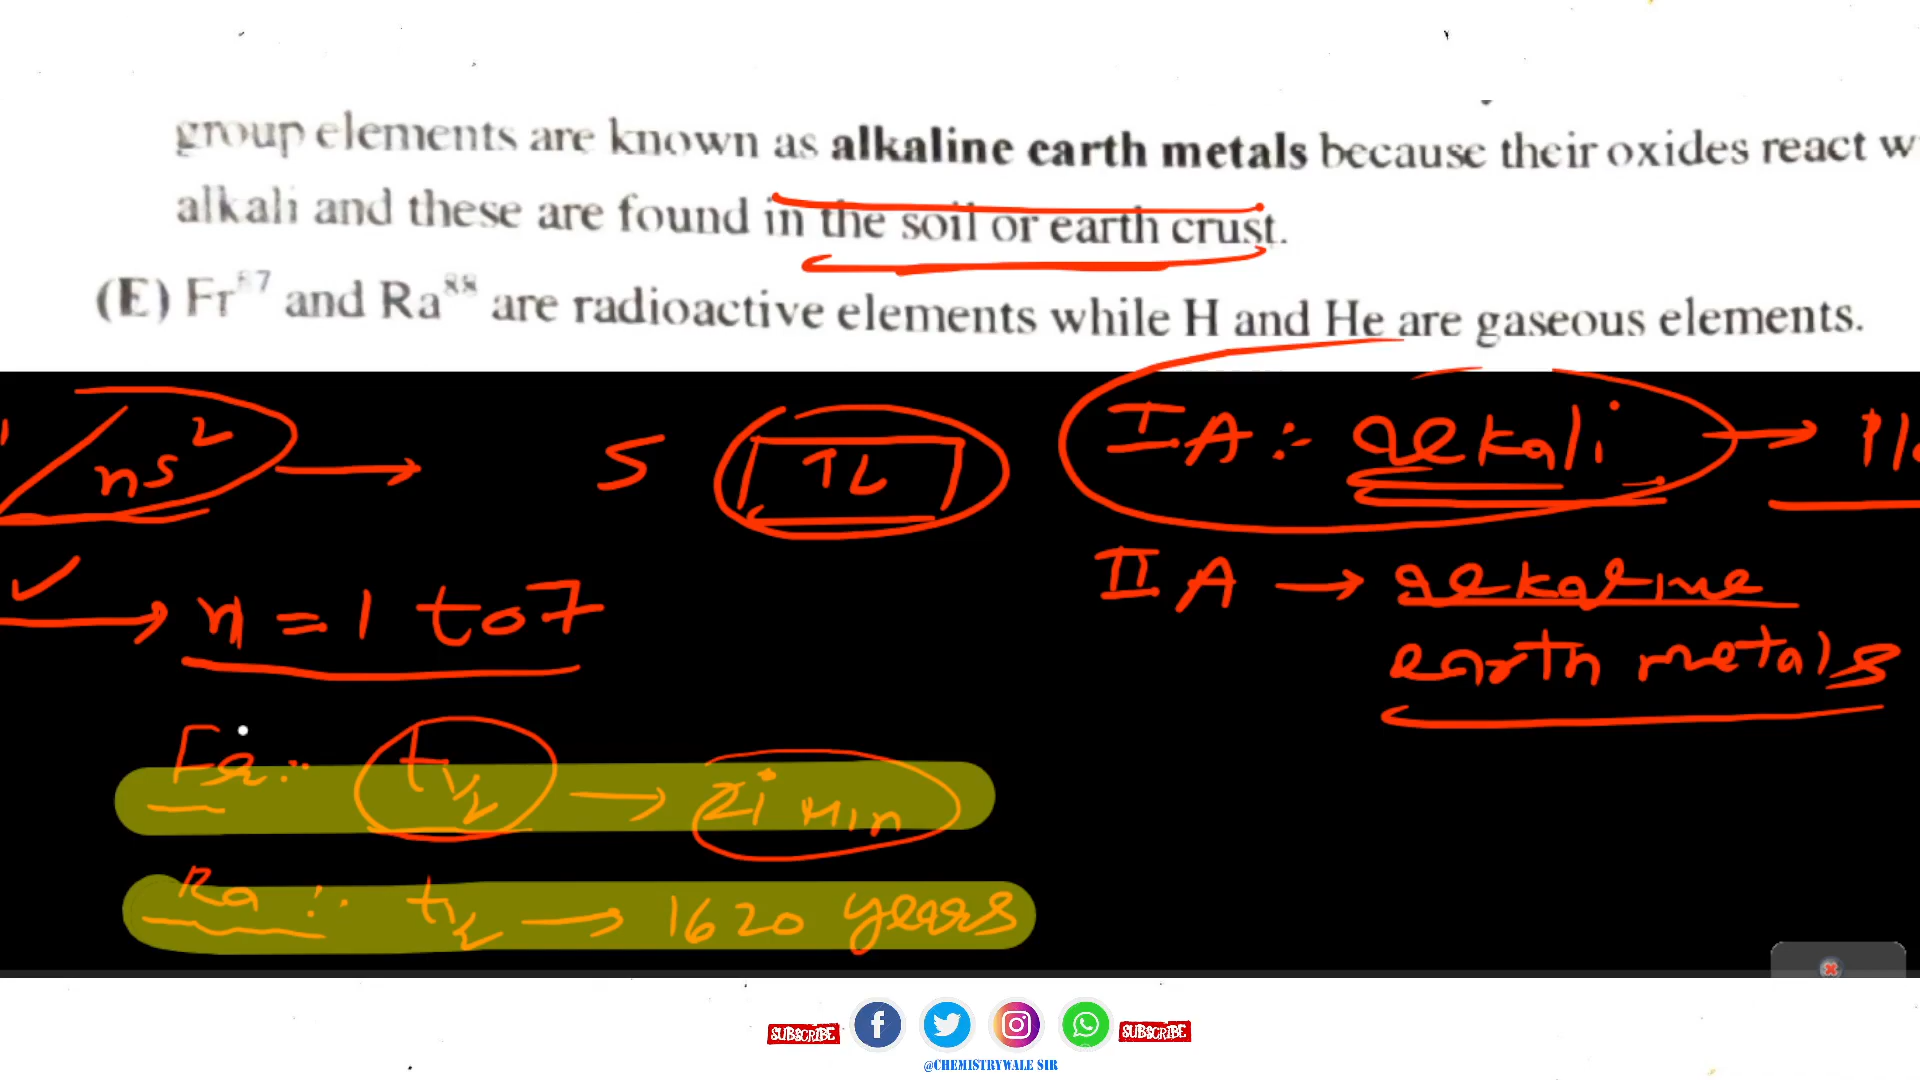 group elements are known as alkaline earth metals because their oxides react w
alkali and these are found in the soil or earth crust.
(E) Fr87 and Ra88 are radioactive elements while H and He are gaseous elements.
1/ns2 → S IA :- alkali →
n = 1 to 7 IIA → alkaline
earth metals
Fr :- t1/2 → 21 Min
Ra :- t1/2 → 1620 years
SUBSCRIBE SUBSCRIBE
@CHEMISTRYWALE SIR